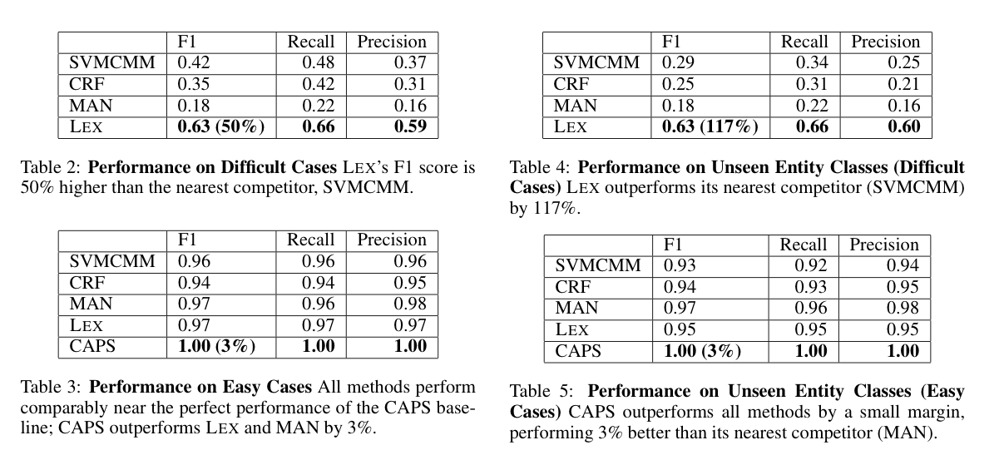 F1 Recall Precision
SVMCMM 0.42 0.48 0.37
CRF 0.35 0.42 0.31
MAN 0.18 0.22 0.16
LEX 0.63 (50%) 0.66 0.59
Table 2: Performance on Difficult Cases LEX's F1 score is
50% higher than the nearest competitor, SVMCMM.
F1 Recall Precision
SVMCMM 0.96 0.96 0.96
CRF 0.94 0.94 0.95
MAN 0.97 0.96 0.98
LEX 0.97 0.97 0.97
CAPS 1.00 (3%) 1.00 1.00
Table 3: Performance on Easy Cases All methods perform
comparably near the perfect performance of the CAPS base-
line; CAPS outperforms LEX and MAN by 3%.
F1 Recall Precision
SVMCMM 0.29 0.34 0.25
CRF 0.25 0.31 0.21
MAN 0.18 0.22 0.16
LEX 0.63 (117%) 0.66 0.60
Table 4: Performance on Unseen Entity Classes (Difficult
Cases) LEX outperforms its nearest competitor (SVMCMM)
by 117%.
F1 Recall Precision
SVMCMM 0.93 0.92 0.94
CRF 0.94 0.93 0.95
MAN 0.97 0.96 0.98
LEX 0.95 0.95 0.95
CAPS 1.00 (3%) 1.00 1.00
Table 5: Performance on Unseen Entity Classes (Easy
Cases) CAPS outperforms all methods by a small margin,
performing 3% better than its nearest competitor (MAN).